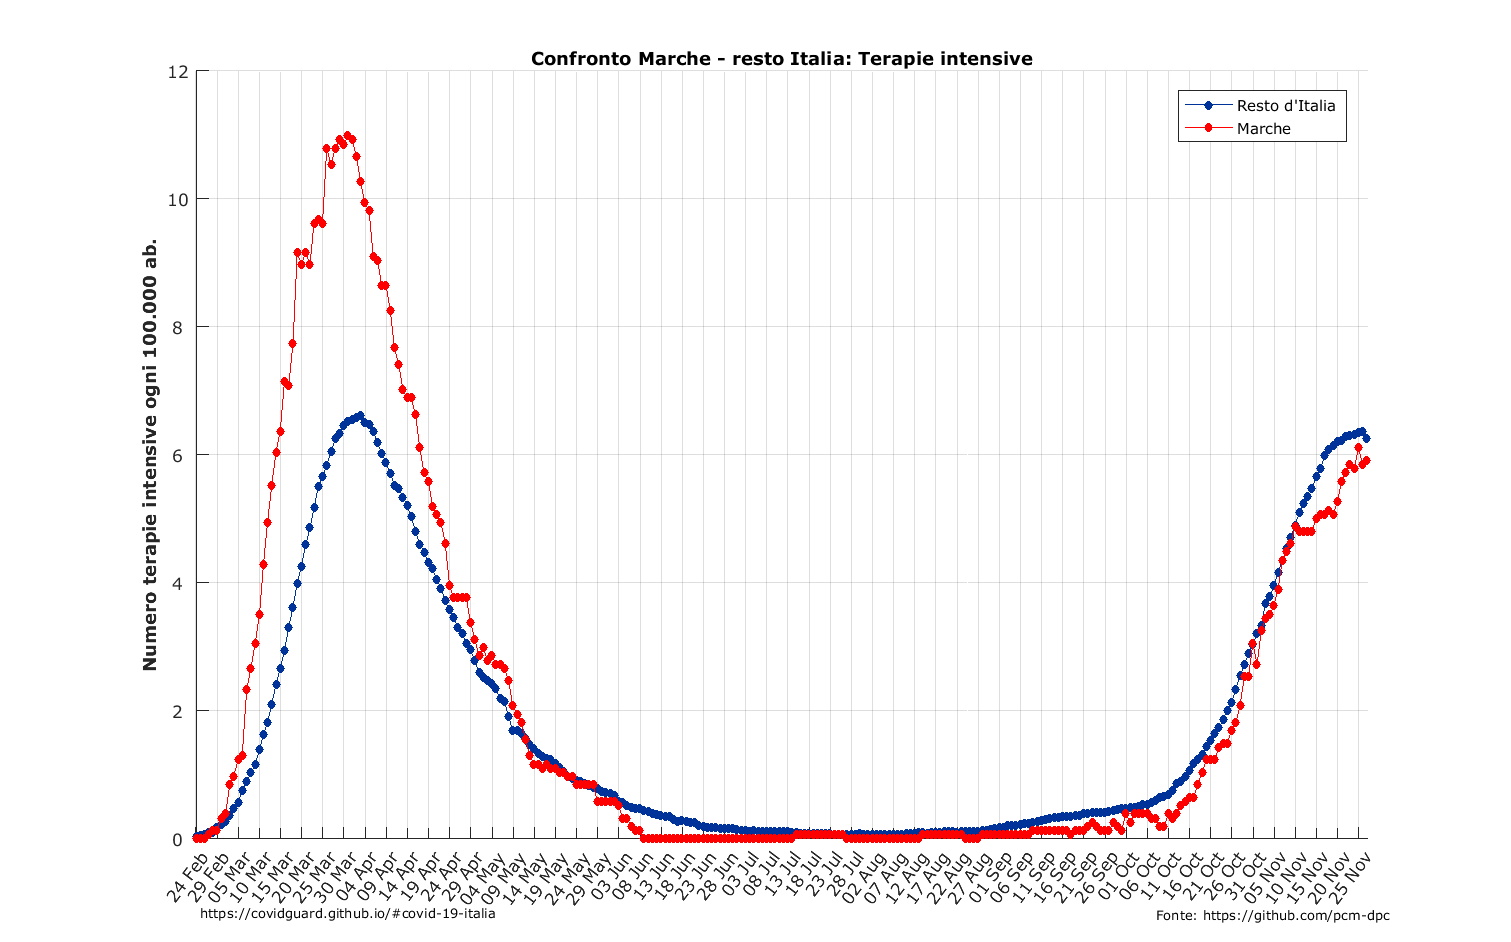 Confronto Marche - resto Italia: Terapie intensive
12
10
8
6
4
2
0
Numero terapie intensive ogni 100.000 ab.
Resto d'Italia
Marche
24 Feb
29 Feb
05 Mar
10 Mar
15 Mar
20 Mar
25 Mar
30 Mar
04 Apr
09 Apr
14 Apr
19 Apr
24 Apr
29 Apr
04 May
09 May
14 May
19 May
24 May
29 May
03 Jun
08 Jun
13 Jun
18 Jun
23 Jun
28 Jun
03 Jul
08 Jul
13 Jul
18 Jul
23 Jul
28 Jul
02 Aug
07 Aug
12 Aug
17 Aug
22 Aug
27 Aug
01 Sep
06 Sep
11 Sep
16 Sep
21 Sep
26 Sep
01 Oct
06 Oct
11 Oct
16 Oct
21 Oct
26 Oct
31 Oct
05 Nov
10 Nov
15 Nov
20 Nov
25 Nov
https://covidguard.github.io/#covid-19-italia
Fonte: https://github.com/pcm-dpc